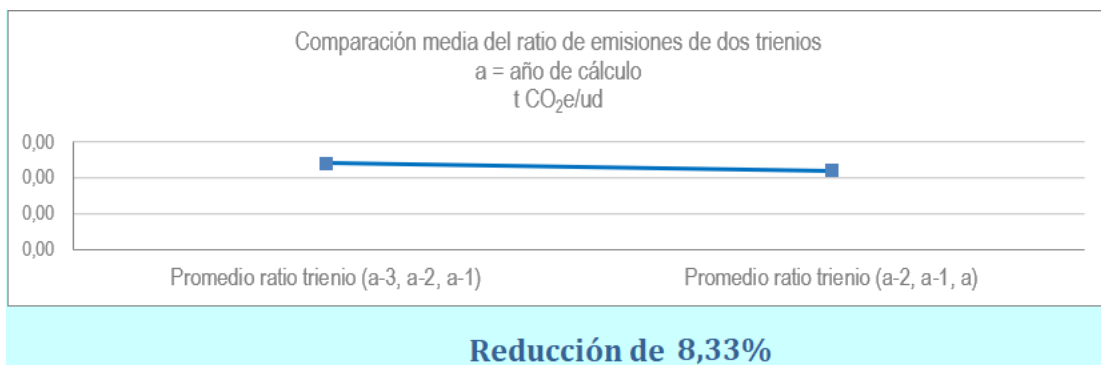 Comparación media del ratio de emisiones de dos trienios
a = año de cálculo
t CO₂e/ud
0,00
0,00
0,00
0,00
Promedio ratio trienio (a-3, a-2, a-1)
Promedio ratio trienio (a-2, a-1, a)
Reducción de 8,33%